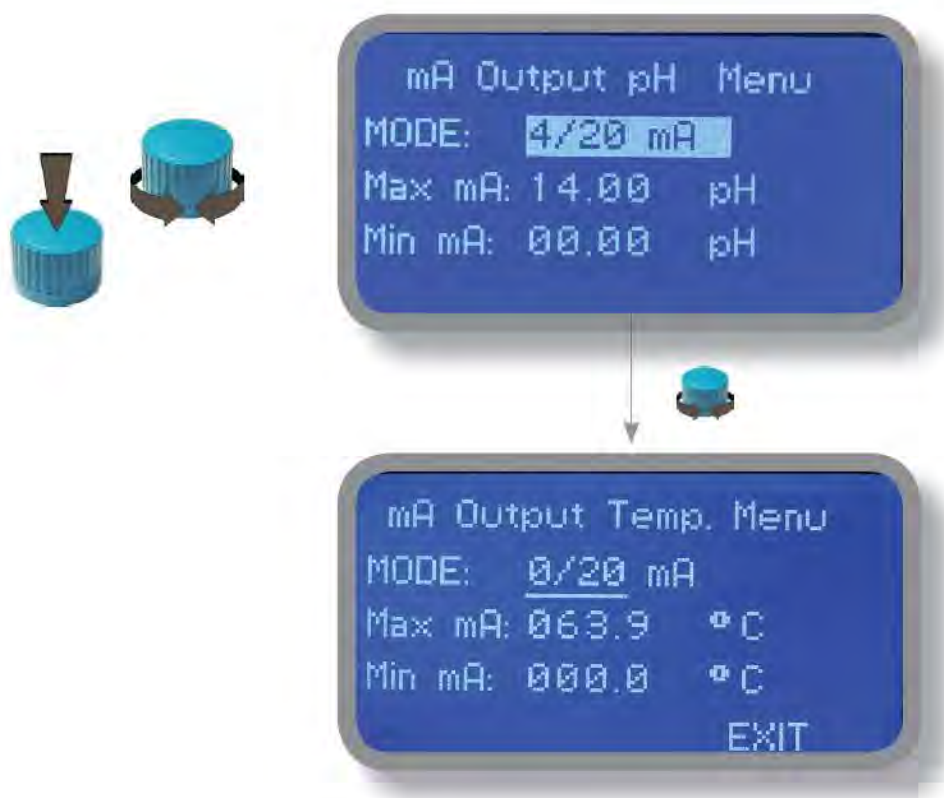 mA Output pH Menu
MODE: 4/20 mA
Max mA: 14.00 pH
Min mA: 00.00 pH
mA Output Temp. Menu
MODE: 0/20 mA
Max mA: 063.9 °C
Min mA: 000.0 °C
EXIT